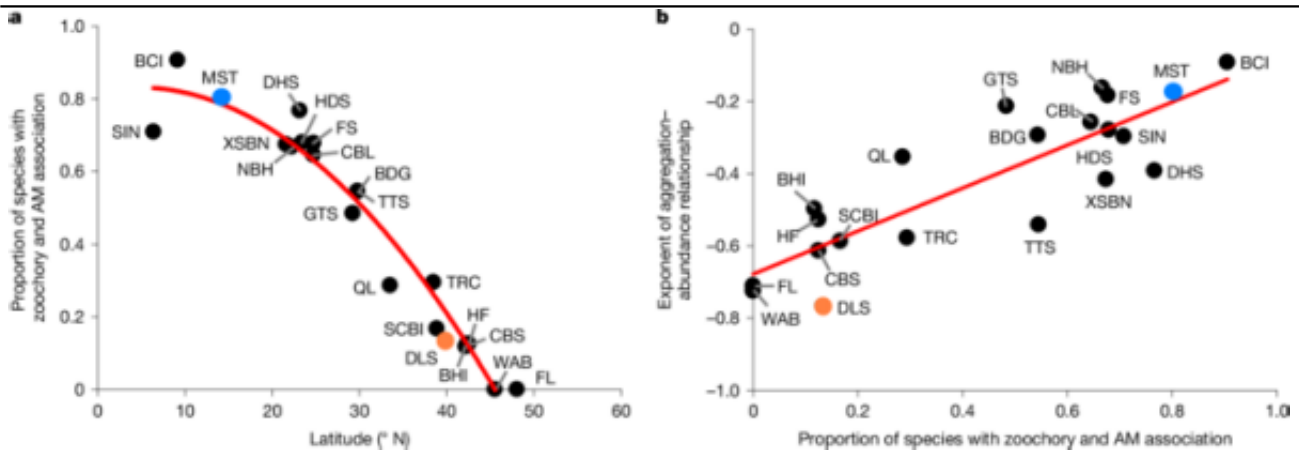 a
Proportion of species with
zoochory and AM association
1.0
0.8
0.6
0.4
0.2
0
BCI
MST
SIN
DHS
HDS
XSBN
FS
NBH
CBL
BDG
TTS
GTS
QL
TRC
SCBI
HF
CBS
DLS
BHI
WAB
FL
0 10 20 30 40 50 60
Latitude (° N)
b
Exponent of aggregation–
abundance relationship
0
–0.2
–0.4
–0.6
–0.8
–1.0
BCI
MST
NBH
GTS
FS
CBL
BDG
SIN
QL
HDS
DHS
XSBN
BHI
SCBI
HF
TRC
TTS
CBS
FL
DLS
WAB
0 0.2 0.4 0.6 0.8 1.0
Proportion of species with zoochory and AM association